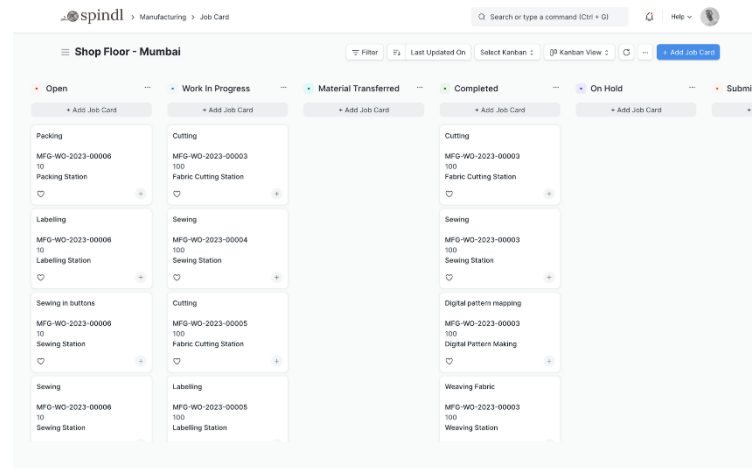 spindl > Manufacturing > Job Card
Search or type a command (Ctrl + G)
Help
Shop Floor - Mumbai
Filter
Last Updated On
Select Kanban
Kanban View
+ Add Job Card
Open
+ Add Job Card
Packing
MFG-WO-2023-00006
10
Packing Station
Labelling
MFG-WO-2023-00006
10
Labelling Station
Sewing in buttons
MFG-WO-2023-00006
10
Sewing Station
Sewing
MFG-WO-2023-00006
10
Sewing Station
Work In Progress
+ Add Job Card
Cutting
MFG-WO-2023-00003
100
Fabric Cutting Station
Sewing
MFG-WO-2023-00004
100
Sewing Station
Cutting
MFG-WO-2023-00005
100
Fabric Cutting Station
Labelling
MFG-WO-2023-00005
100
Labelling Station
Material Transferred
+ Add Job Card
Completed
+ Add Job Card
Cutting
MFG-WO-2023-00003
100
Fabric Cutting Station
Sewing
MFG-WO-2023-00003
100
Sewing Station
Digital pattern mapping
MFG-WO-2023-00003
100
Digital Pattern Making
Weaving Fabric
MFG-WO-2023-00003
100
Weaving Station
On Hold
+ Add Job Card
Submi
+